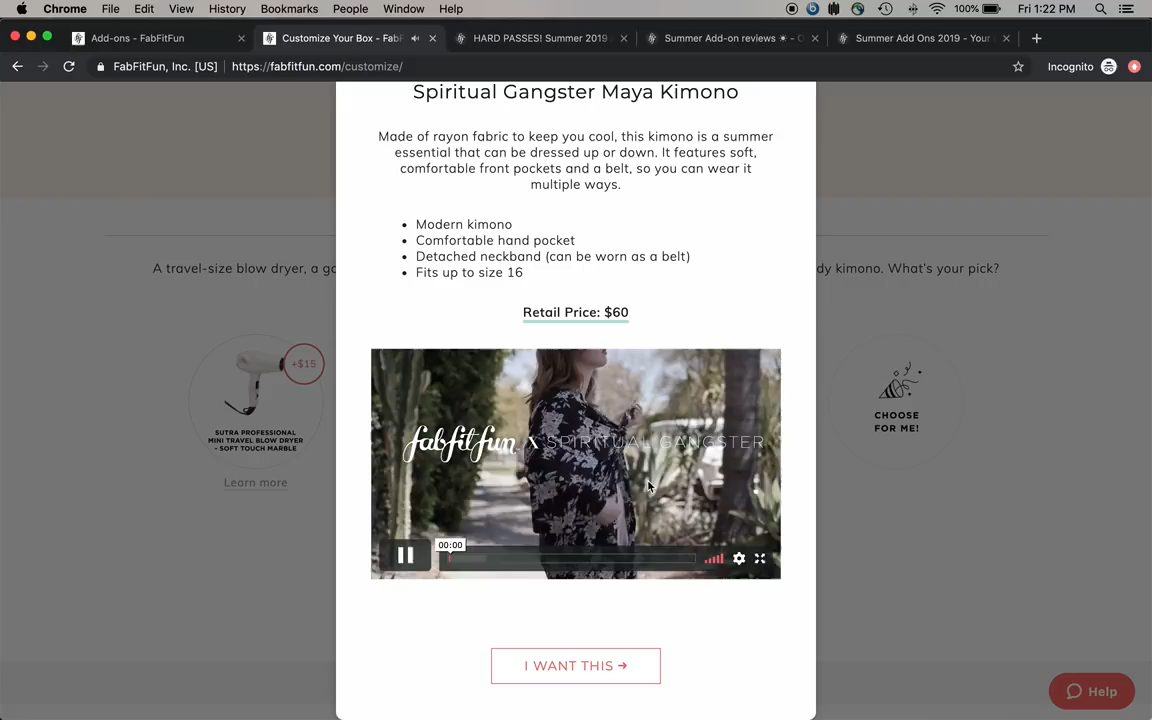 Chrome File Edit View History Bookmarks People Window Help 100% Fri 1:22 PM
Add-ons - FabFitFun
Customize Your Box - FabF
HARD PASSES! Summer 2019
Summer Add-on reviews ☀ - 
Summer Add Ons 2019 - Your
FabFitFun, Inc. [US] https://fabfitfun.com/customize/ Incognito
Spiritual Gangster Maya Kimono
Made of rayon fabric to keep you cool, this kimono is a summer
essential that can be dressed up or down. It features soft,
comfortable front pockets and a belt, so you can wear it
multiple ways.
• Modern kimono
• Comfortable hand pocket
• Detached neckband (can be worn as a belt)
• Fits up to size 16
Retail Price: $60
A travel-size blow dryer, a go
dy kimono. What's your pick?
+$15
SUTRA PROFESSIONAL
MINI TRAVEL BLOW DRYER
- SOFT TOUCH MARBLE
Learn more
fabfitfun X SPIRITUAL GANGSTER
00:00
CHOOSE
FOR ME!
I WANT THIS ➔
Help